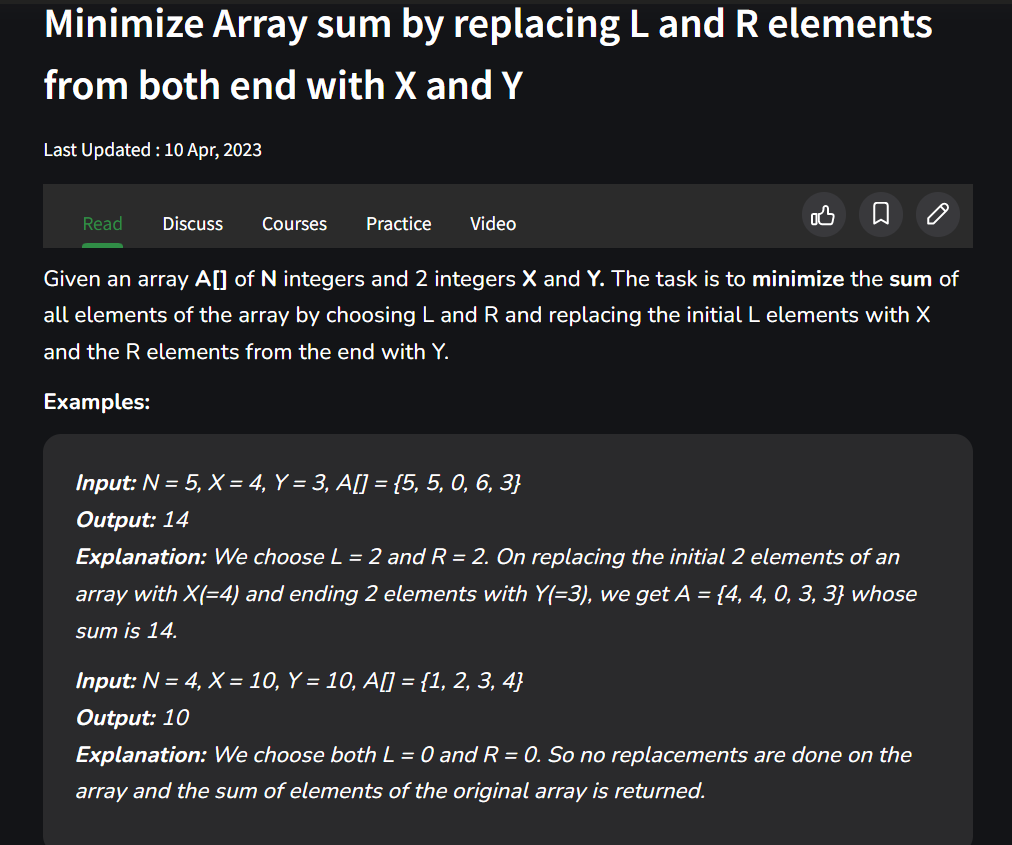 Minimize Array sum by replacing L and R elements
from both end with X and Y
Last Updated : 10 Apr, 2023
Read Discuss Courses Practice Video
Given an array A[] of N integers and 2 integers X and Y. The task is to minimize the sum of
all elements of the array by choosing L and R and replacing the initial L elements with X
and the R elements from the end with Y.
Examples:
Input: N = 5, X = 4, Y = 3, A[] = {5, 5, 0, 6, 3}
Output: 14
Explanation: We choose L = 2 and R = 2. On replacing the initial 2 elements of an
array with X(=4) and ending 2 elements with Y(=3), we get A = {4, 4, 0, 3, 3} whose
sum is 14.
Input: N = 4, X = 10, Y = 10, A[] = {1, 2, 3, 4}
Output: 10
Explanation: We choose both L = 0 and R = 0. So no replacements are done on the
array and the sum of elements of the original array is returned.